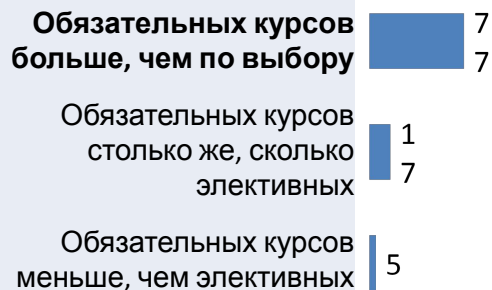 Обязательных курсов
больше, чем по выбору
7
7
Обязательных курсов
столько же, сколько
элективных
1
7
Обязательных курсов
меньше, чем элективных
5